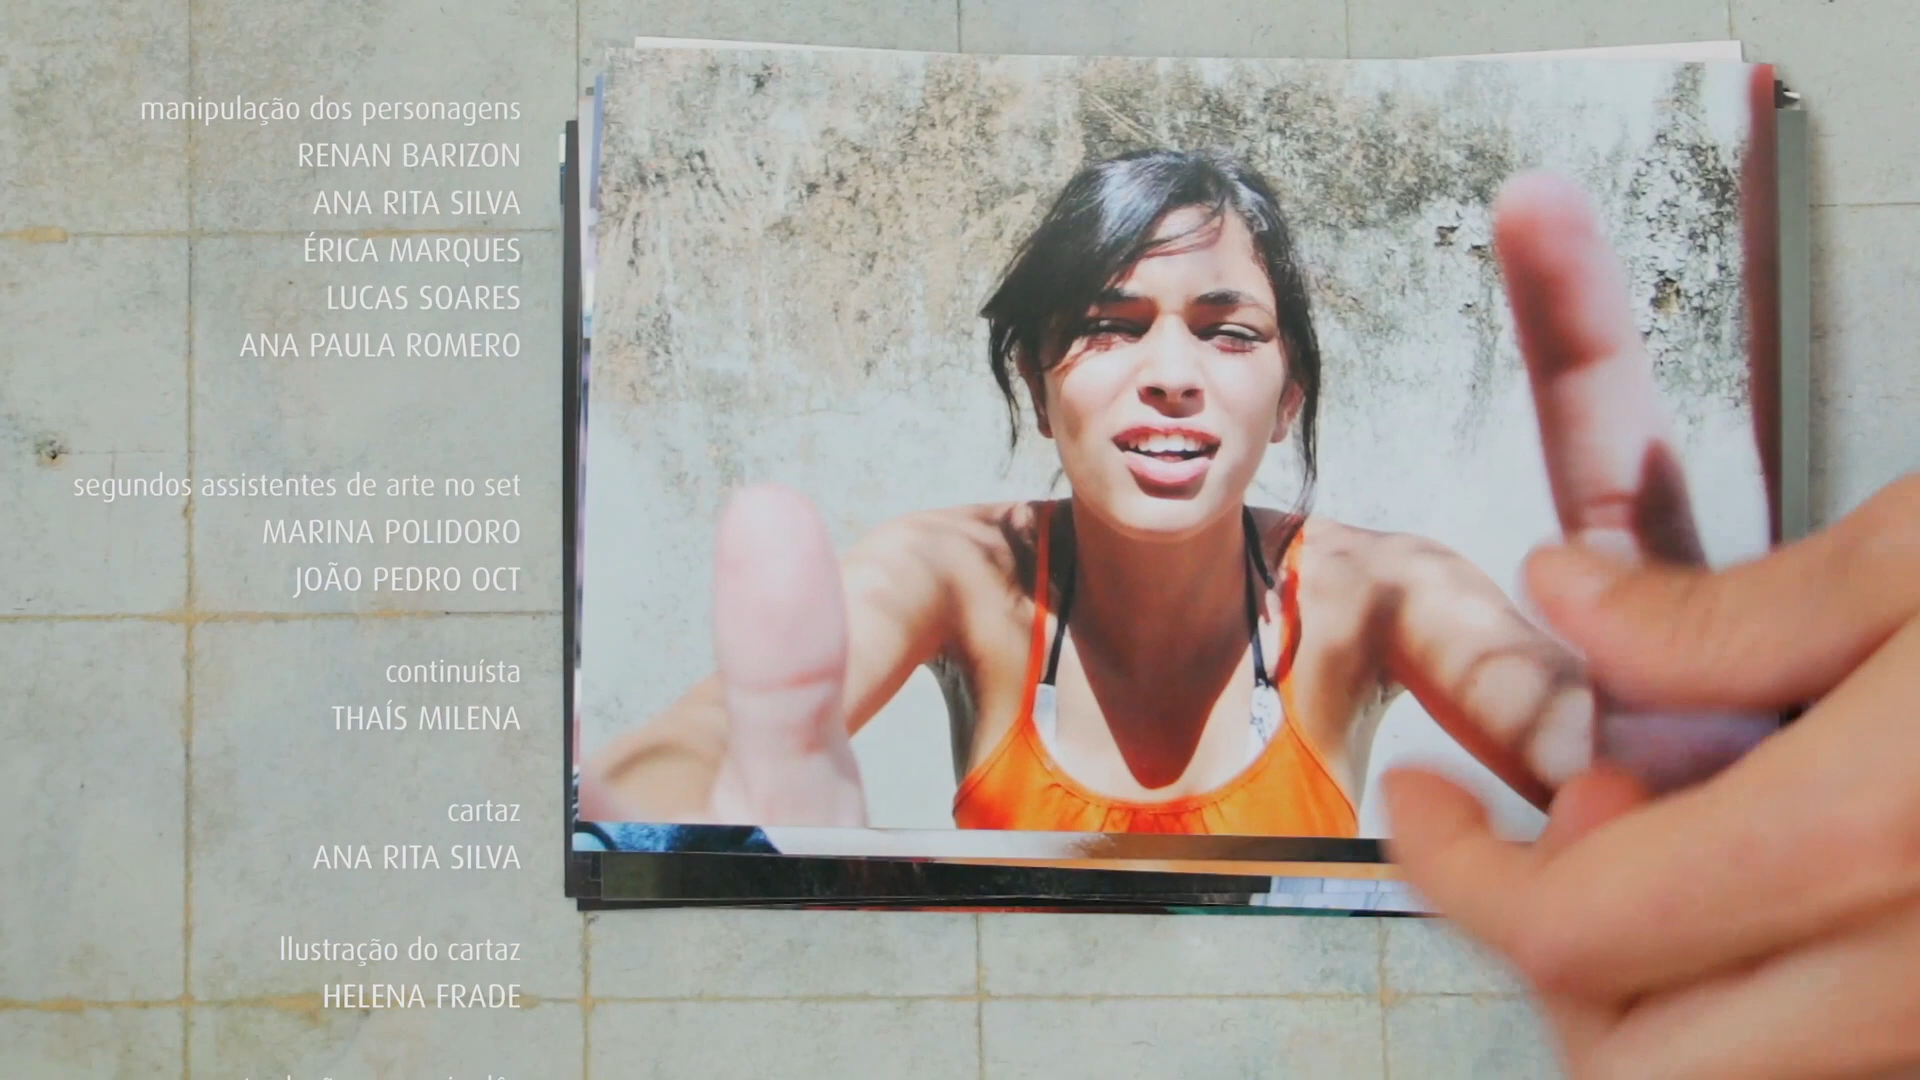 manipulação dos personagens
RENAN BARIZON
ANA RITA SILVA
ÉRICA MARQUES
LUCAS SOARES
ANA PAULA ROMERO
segundos assistentes de arte no set
MARINA POLIDORO
JOÃO PEDRO OCT
continuísta
THAÍS MILENA
cartaz
ANA RITA SILVA
Ilustração do cartaz
HELENA FRADE